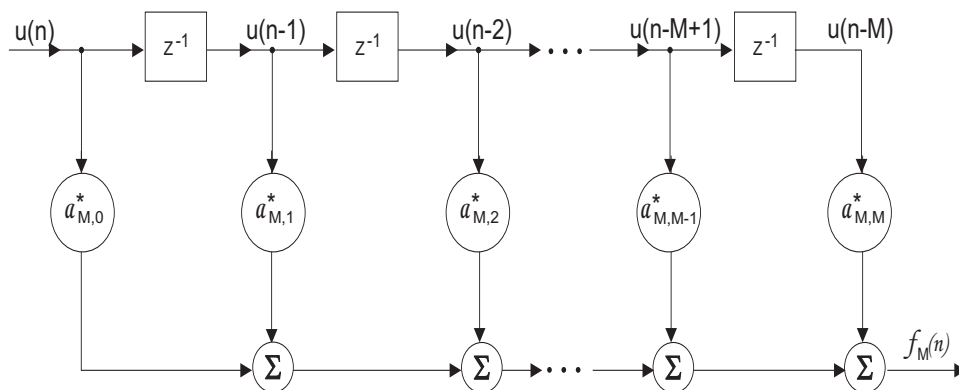 u(n) z⁻¹ u(n-1) z⁻¹ u(n-2) • • • u(n-M+1) z⁻¹ u(n-M)
a*M,0 a*M,1 a*M,2 a*M,M-1 a*M,M
Σ Σ • • • Σ Σ fM(n)